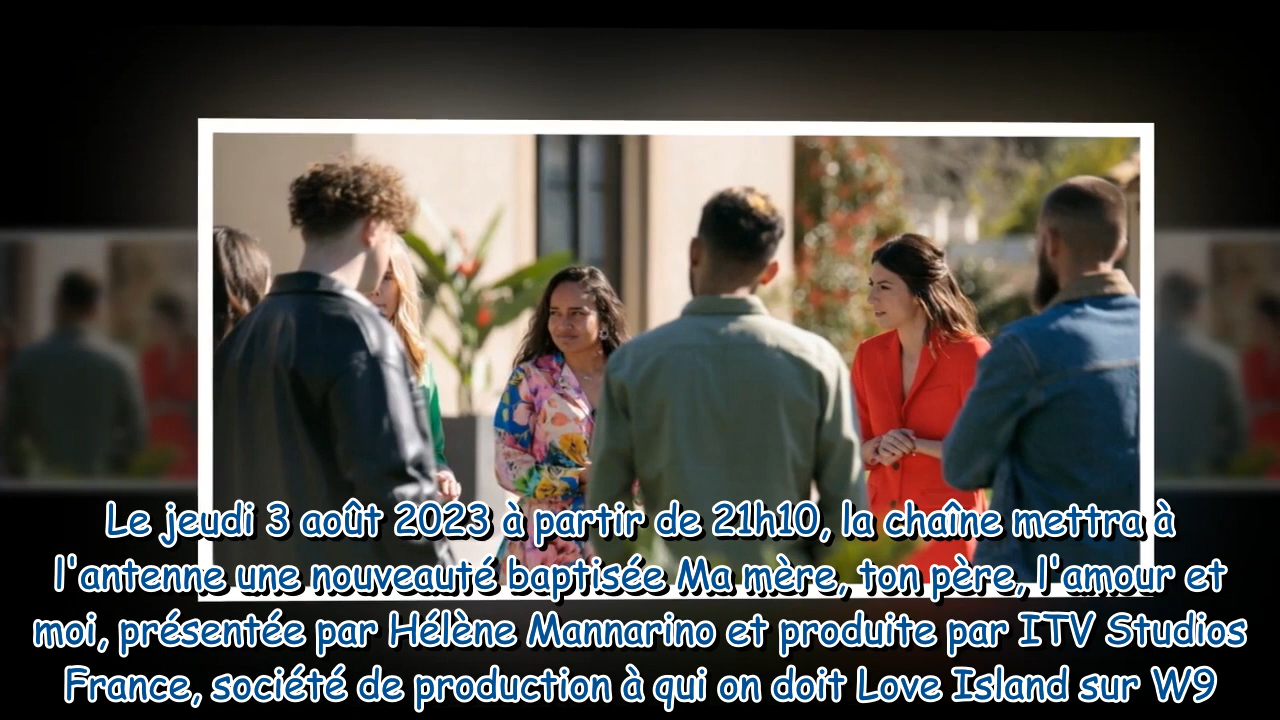 Le jeudi 3 août 2023 à partir de 21h10, la chaîne mettra à
l'antenne une nouveauté baptisée Ma mère, ton père, l'amour et
moi, présentée par Hélène Mannarino et produite par ITV Studios
France, société de production à qui on doit Love Island sur W9